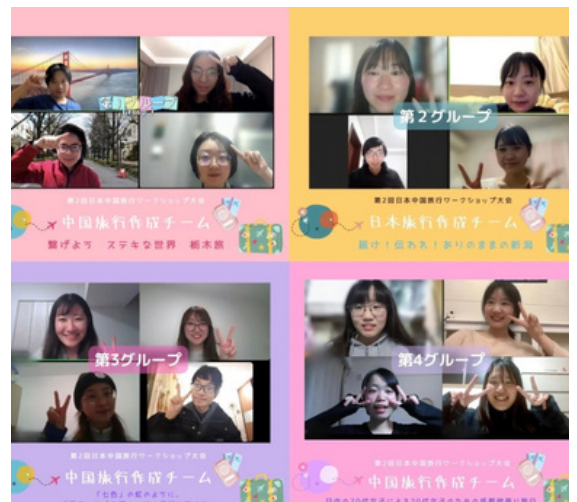 第1グループ
第2回日本中国旅行ワークショップ大会
中国旅行作成チーム
繋げよう ステキな世界 栃木旅
第2グループ
第2回日本中国旅行ワークショップ大会
日本旅行作成チーム
届け！伝われ！ありのままの新潟
第3グループ
第2回日本中国旅行ワークショップ大会
中国旅行作成チーム
「七色」の虹のように、
第4グループ
第2回日本中国旅行ワークショップ大会
中国旅行作成チーム